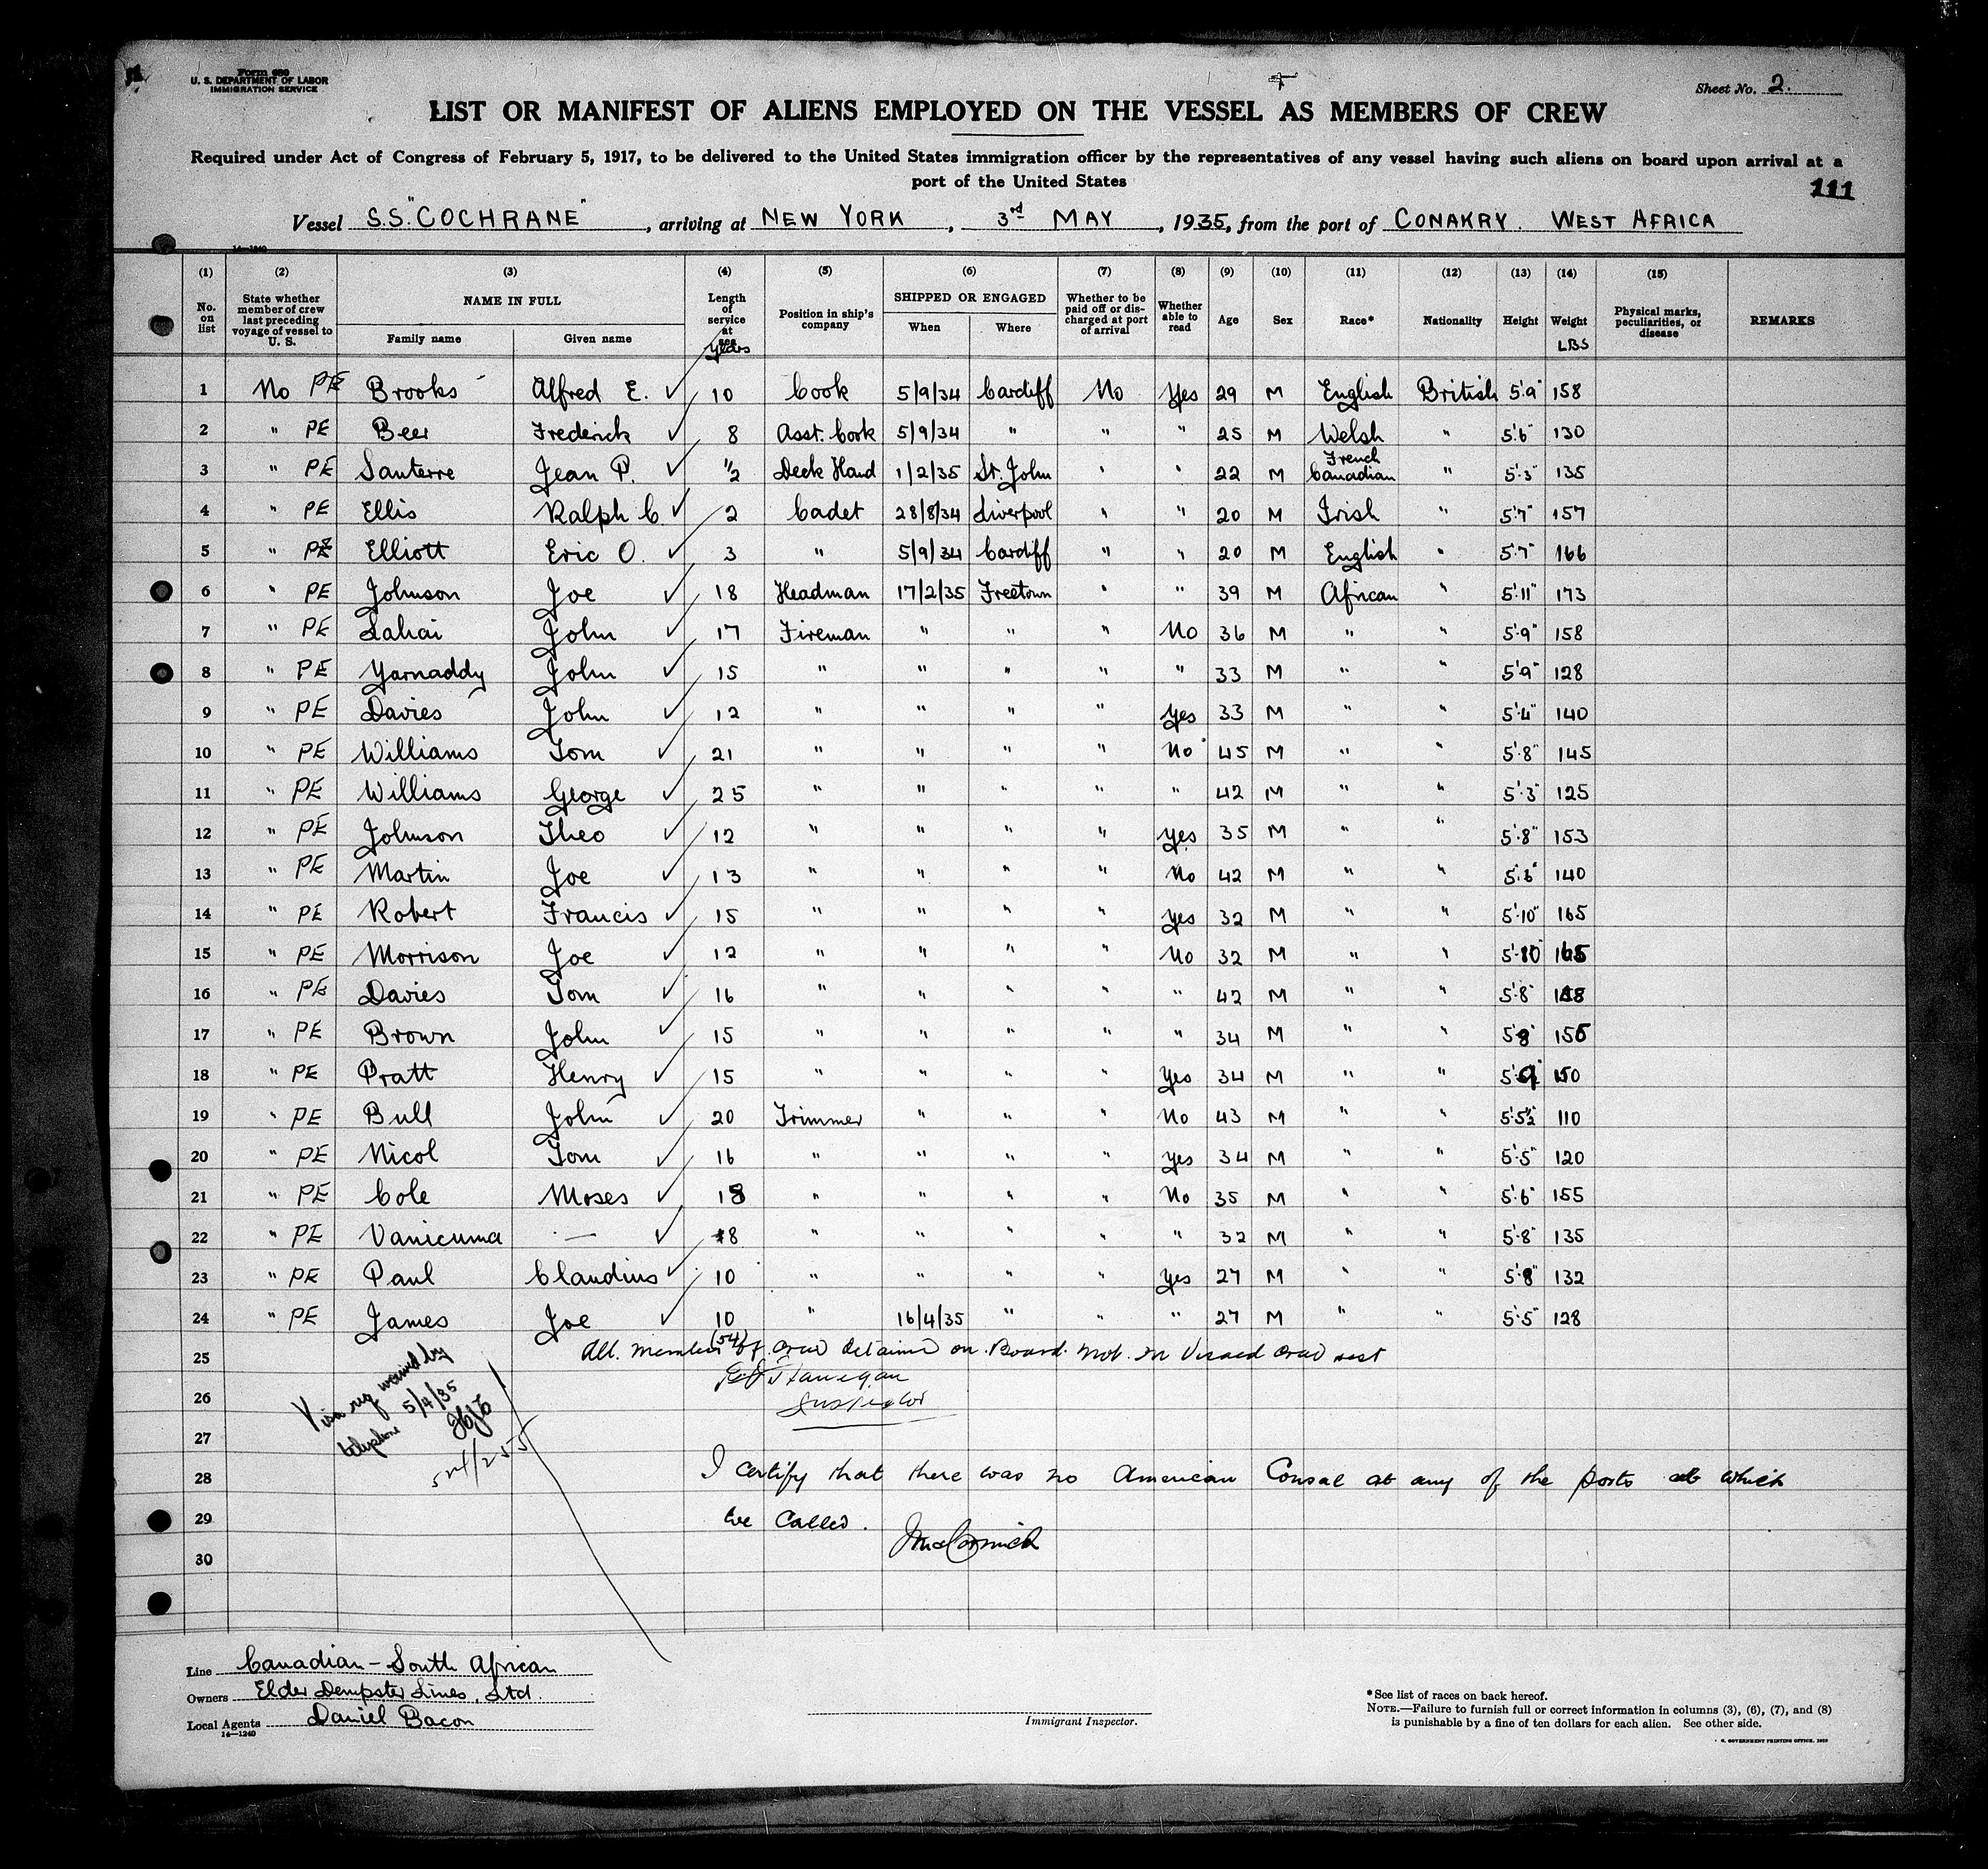 Form 680
U. S. DEPARTMENT OF LABOR
IMMIGRATION SERVICE
Sheet No. 2.
LIST OR MANIFEST OF ALIENS EMPLOYED ON THE VESSEL AS MEMBERS OF CREW
Required under Act of Congress of February 5, 1917, to be delivered to the United States immigration officer by the representatives of any vessel having such aliens on board upon arrival at a
port of the United States
111
Vessel S.S. "COCHRANE", arriving at NEW YORK, 3rd MAY, 1935, from the port of CONAKRY. WEST AFRICA
14-1240
(1) (2) (3) (4) (5) (6) (7) (8) (9) (10) (11) (12) (13) (14) (15)
No. on list State whether member of crew last preceding voyage of vessel to U. S. NAME IN FULL Family name Given name Length of service at sea years Position in ship's company SHIPPED OR ENGAGED When Where Whether to be paid off or discharged at port of arrival Whether able to read Age Sex Race* Nationality Height Weight LBS Physical marks, peculiarities, or disease REMARKS
1 No PE Brooks Alfred E. ✓ 10 Cook 5/9/34 Cardiff No Yes 29 M English British 5'.9" 158
2 " PE Beer Frederick ✓ 8 Asst. Cook 5/9/34 " " " 25 M Welsh " 5'.6" 130
3 " PE Santerre Jean P. ✓ 1/2 Deck Hand 1/2/35 St. John " " 22 M French Canadian " 5'.3" 135
4 " PE Ellis Ralph C. ✓ 2 Cadet 28/8/34 Liverpool " " 20 M Irish " 5'.7" 157
5 " PE Elliott Eric O. ✓ 3 " 5/9/34 Cardiff " " 20 M English " 5'.7" 166
6 " PE Johnson Joe ✓ 18 Headman 17/2/35 Freetown " " 39 M African " 5'.11" 173
7 " PE Lahai John ✓ 17 Fireman " " " No 36 M " " 5'.9" 158
8 " PE Yarnaddy John ✓ 15 " " " " " 33 M " " 5'.9" 128
9 " PE Davies John ✓ 12 " " " " Yes 33 M " " 5'.4" 140
10 " PE Williams Tom ✓ 21 " " " " No 45 M " " 5'.8" 145
11 " PE Williams George ✓ 25 " " " " " 42 M " " 5'.3" 125
12 " PE Johnson Theo ✓ 12 " " " " Yes 35 M " " 5'.8" 153
13 " PE Martin Joe ✓ 13 " " " " No 42 M " " 5'.6" 140
14 " PE Robert Francis ✓ 15 " " " " Yes 32 M " " 5'.10" 165
15 " PE Morrison Joe ✓ 12 " " " " No 32 M " " 5'.10" 165
16 " PE Davies Tom ✓ 16 " " " " " 42 M " " 5'.8"
17 " PE Brown John ✓ 15 " " " " " 34 M " " 5'.8" 155
18 " PE Pratt Henry ✓ 15 " " " " Yes 34 M " " 5'.9" 150
19 " PE Bull John ✓ 20 Trimmer " " " No 43 M " " 5'.5½" 110
20 " PE Nicol Tom ✓ 16 " " " " Yes 34 M " " 5'.5" 120
21 " PE Cole Moses ✓ 18 " " " " No 35 M " " 5'.6" 155
22 " PE Vanicuma — ✓ 8 " " " " " 32 M " " 5'.8" 135
23 " PE Paul Claudius ✓ 10 " " " " Yes 27 M " " 5'.8" 132
24 " PE James Joe ✓ 10 " 16/4/35 " " " 27 M " " 5'.5" 128
25 All members (54) of crew detained on Board. Not on Visaed crew list
Flanegan
26 Inspector
Visa req waived by
telephone 5/4/35
27
28 I certify that there was no American Consul at any of the ports at which
29 we called. McCormick
30
Line Canadian - South African
Owners Elder Dempster Lines, Ltd.
Local Agents Daniel Bacon
14-1240
Immigrant Inspector.
* See list of races on back hereof.
NOTE.—Failure to furnish full or correct information in columns (3), (6), (7), and (8)
is punishable by a fine of ten dollars for each alien. See other side.
GOVERNMENT PRINTING OFFICE